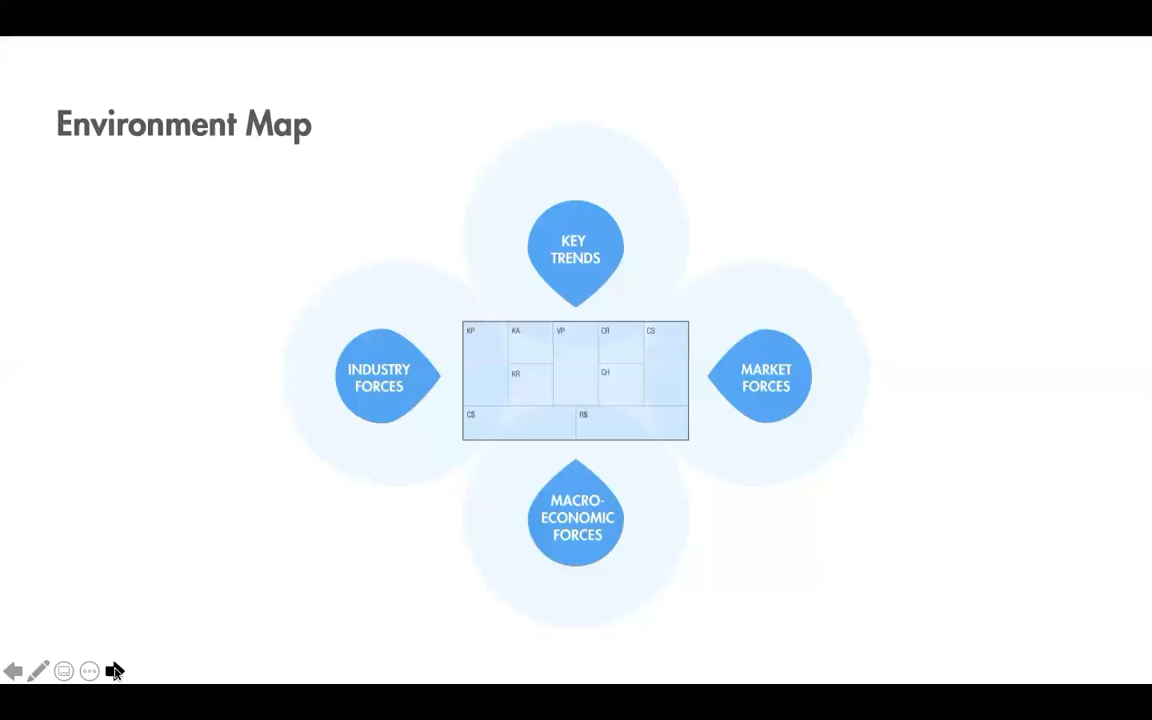 Environment Map
KEY
TRENDS
INDUSTRY
FORCES
KP
KA
VP
CR
CS
KR
CH
C$
R$
MARKET
FORCES
MACRO-
ECONOMIC
FORCES